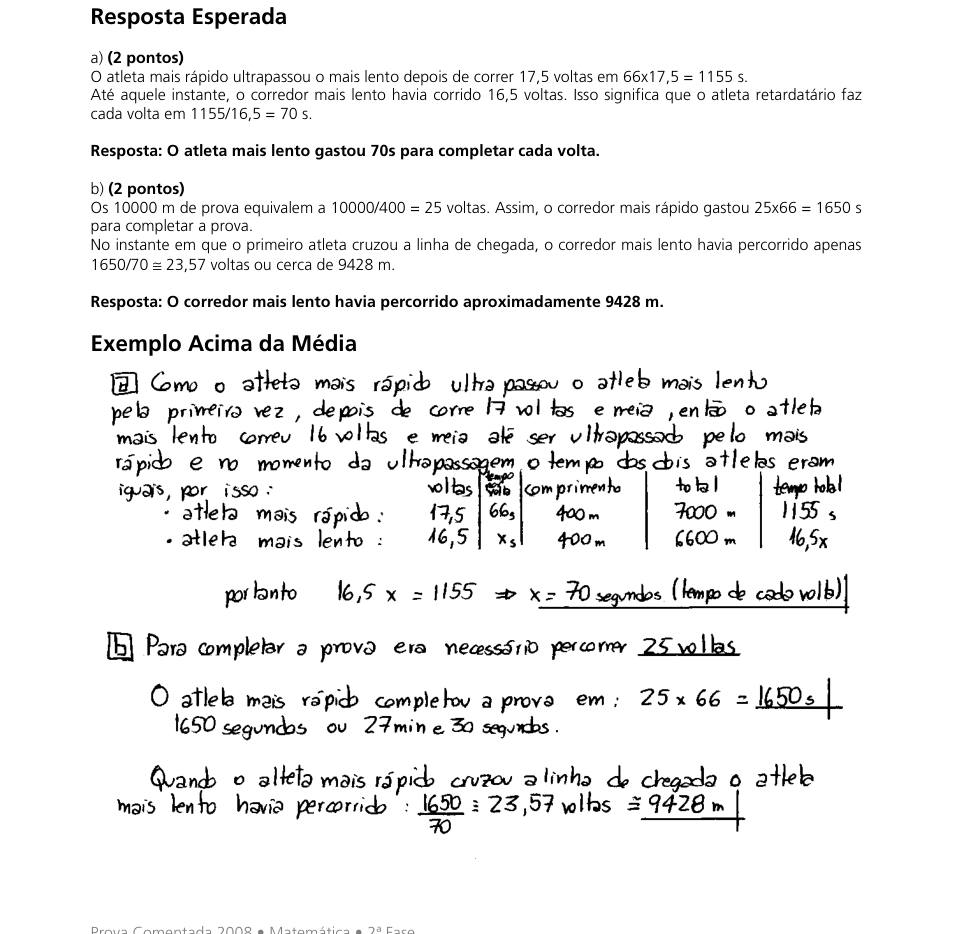 Resposta Esperada
a) (2 pontos)
O atleta mais rápido ultrapassou o mais lento depois de correr 17,5 voltas em 66x17,5 = 1155 s.
Até aquele instante, o corredor mais lento havia corrido 16,5 voltas. Isso significa que o atleta retardatário faz
cada volta em 1155/16,5 = 70 s.
Resposta: O atleta mais lento gastou 70s para completar cada volta.
b) (2 pontos)
Os 10000 m de prova equivalem a 10000/400 = 25 voltas. Assim, o corredor mais rápido gastou 25x66 = 1650 s
para completar a prova.
No instante em que o primeiro atleta cruzou a linha de chegada, o corredor mais lento havia percorrido apenas
1650/70 ≅ 23,57 voltas ou cerca de 9428 m.
Resposta: O corredor mais lento havia percorrido aproximadamente 9428 m.
Exemplo Acima da Média
a Como o atleta mais rápido ultrapassou o atleta mais lento
pela primeira vez, depois de corre 17 voltas e meia, então o atleta
mais lento correu 16 voltas e meia até ser ultrapassado pelo mais
rápido e no momento da ultrapassagem o tempo dos dois atletas eram
iguais, por isso: voltas tempo volta comprimento total tempo total
• atleta mais rápido: 17,5 66s 400 m 7000 m 1155 s
• atleta mais lento: 16,5 xs 400 m 6600 m 16,5x
portanto 16,5 x = 1155 ⇒ x = 70 segundos (tempo de cada volta)
b Para completar a prova era necessário percorrer 25 voltas
O atleta mais rápido completou a prova em: 25 x 66 = 1650 s
1650 segundos ou 27 min e 30 segundos.
Quando o atleta mais rápido cruzou a linha de chegada o atleta
mais lento havia percorrido: 1650/70 ≅ 23,57 voltas ≅ 9428 m
Prova Comentada 2008 • Matemática • 2ª Fase